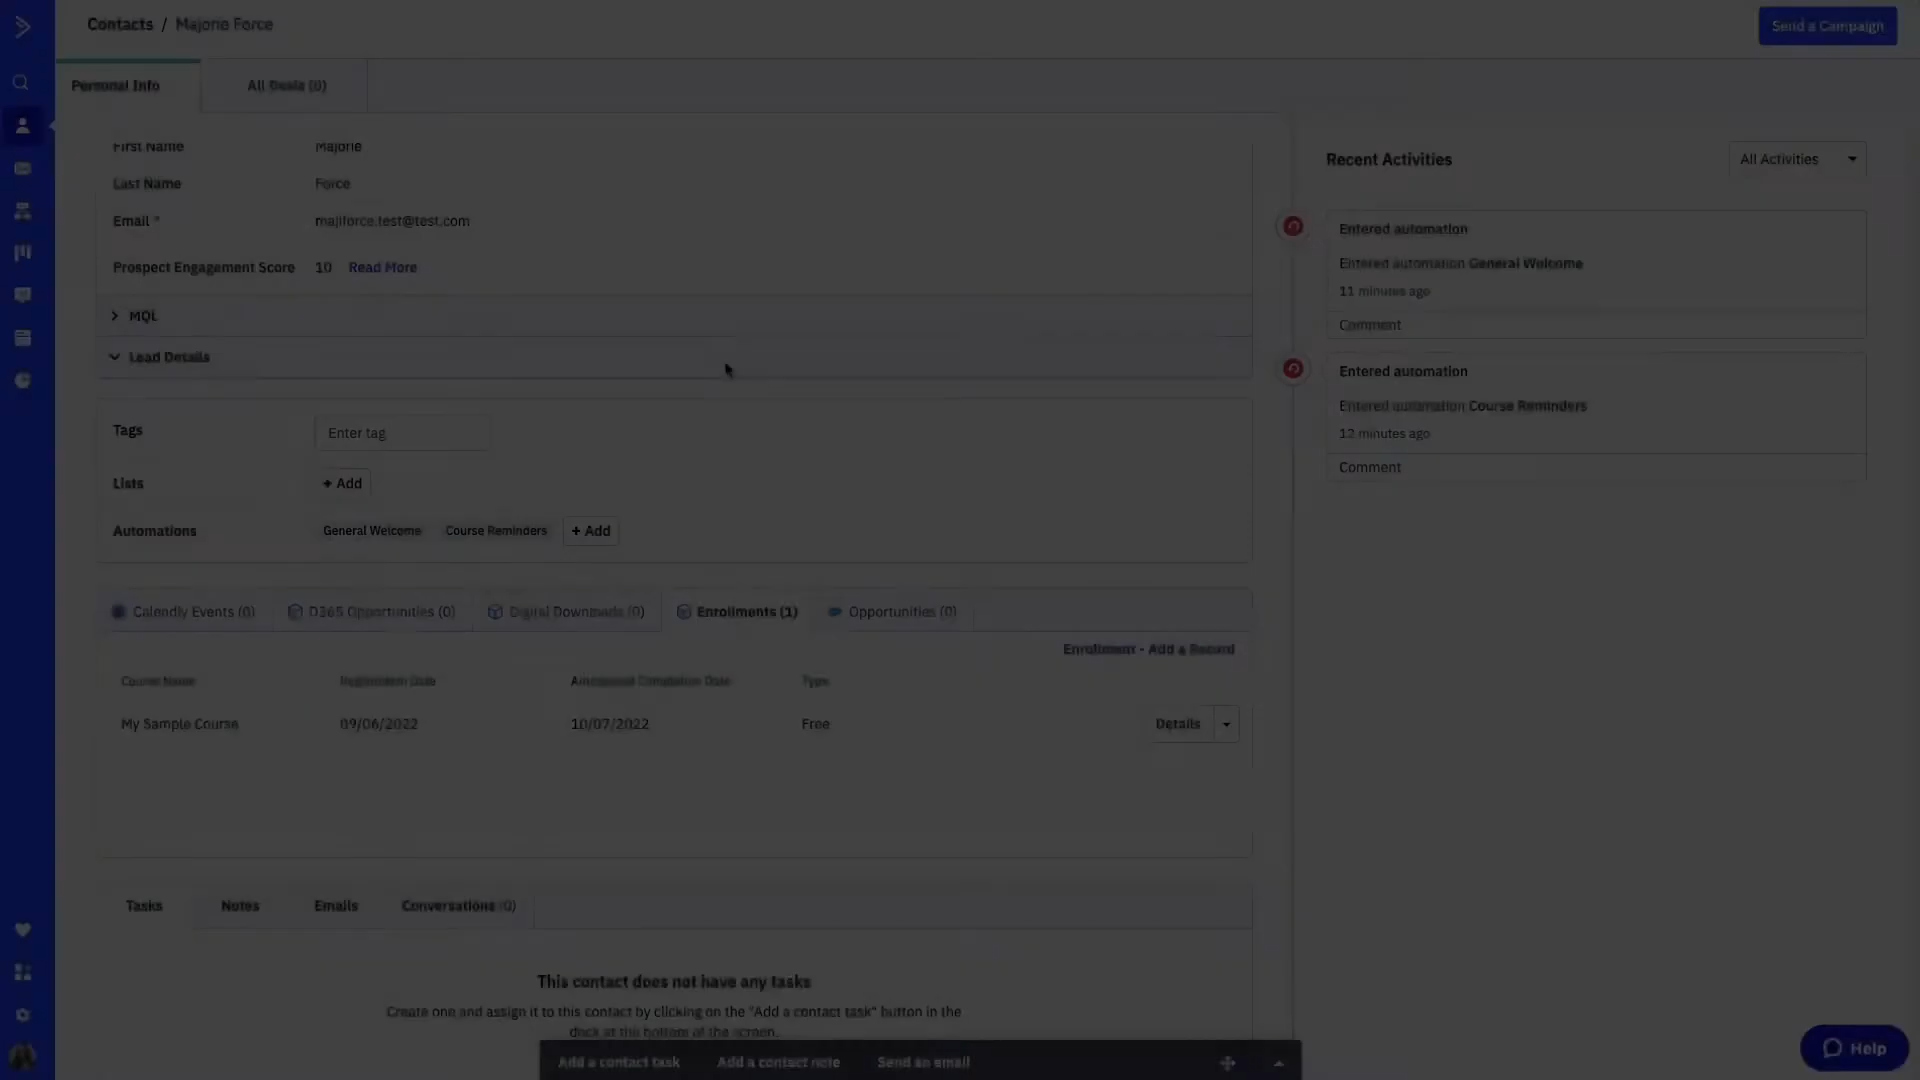 Contacts / Majorie Force
Send a Campaign
Personal Info
All Deals (0)
First Name Majorie
Last Name Force
Email * majiforce.test@test.com
Prospect Engagement Score 10 Read More
MQL
Lead Details
Tags Enter tag
Lists + Add
Automations General Welcome Course Reminders + Add
Calendly Events (0) D365 Opportunities (0) Digital Downloads (0) Enrollments (1) Opportunities (0)
Enrollment - Add a Record
Course Name Registration Date Anticipated Completion Date Type
My Sample Course 09/06/2022 10/07/2022 Free Details
Tasks Notes Emails Conversations (0)
This contact does not have any tasks
Create one and assign it to this contact by clicking on the "Add a contact task" button in the
dock at the bottom of the screen.
Add a contact task Add a contact note Send an email
Recent Activities All Activities
Entered automation
Entered automation General Welcome
11 minutes ago
Comment
Entered automation
Entered automation Course Reminders
12 minutes ago
Comment
Help